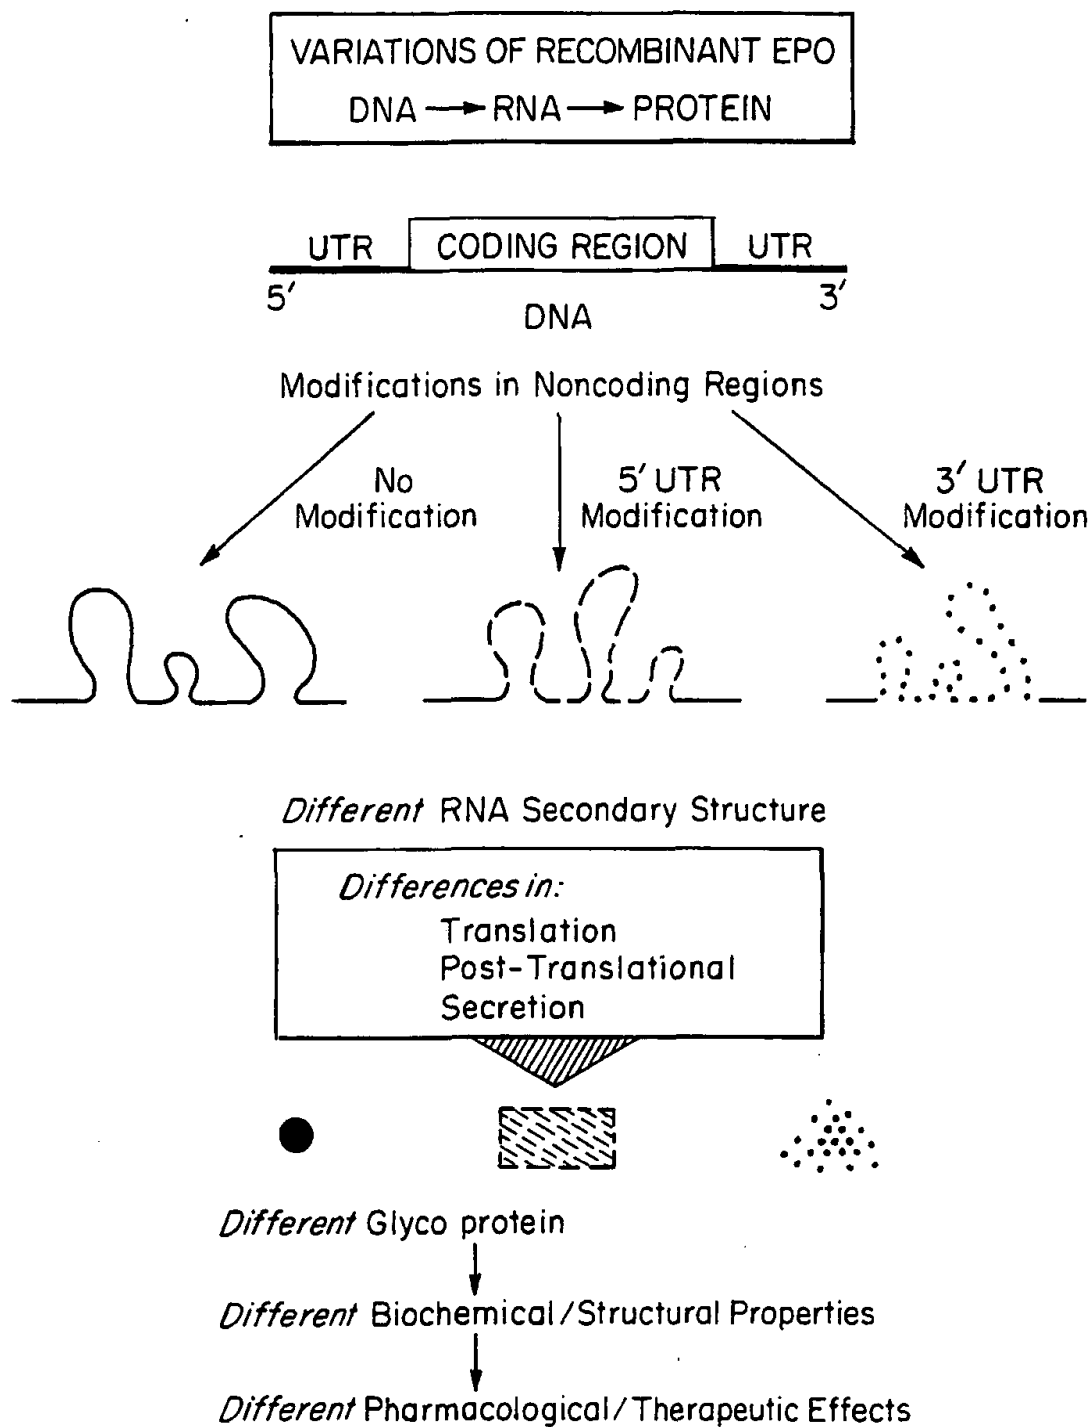 VARIATIONS OF RECOMBINANT EPO
DNA → RNA → PROTEIN
UTR CODING REGION UTR
5′ 3′
DNA
Modifications in Noncoding Regions
No
Modification
5′ UTR
Modification
3′ UTR
Modification
Different RNA Secondary Structure
Differences in:
Translation
Post-Translational
Secretion
Different Glyco protein
Different Biochemical/Structural Properties
Different Pharmacological/Therapeutic Effects